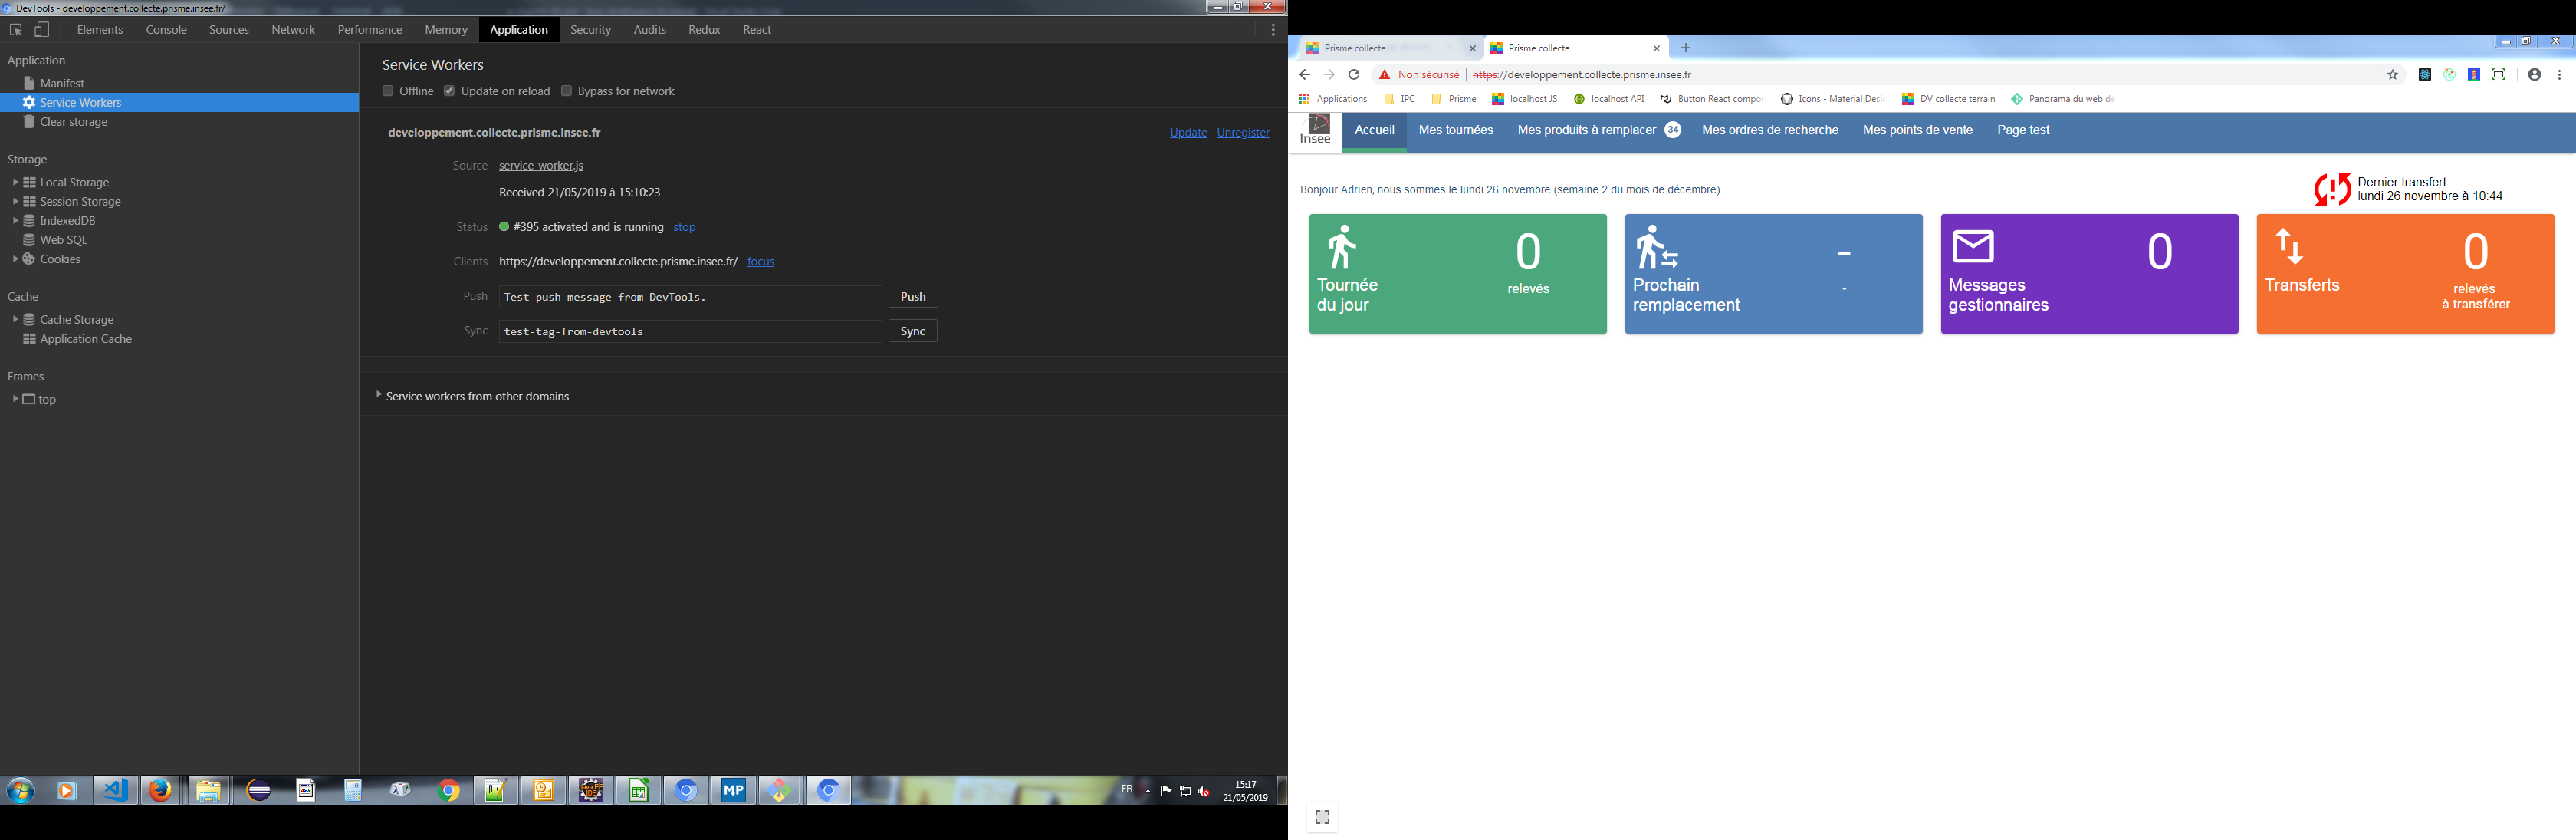 DevTools - developpement.collecte.prisme.insee.fr/
Elements Console Sources Network Performance Memory Application Security Audits Redux React
Application
Manifest
Service Workers
Clear storage
Storage
Local Storage
Session Storage
IndexedDB
Web SQL
Cookies
Cache
Cache Storage
Application Cache
Frames
top
Service Workers
Offline Update on reload Bypass for network
developpement.collecte.prisme.insee.fr Update Unregister
Source service-worker.js
Received 21/05/2019 à 15:10:23
Status #395 activated and is running stop
Clients https://developpement.collecte.prisme.insee.fr/ focus
Push Test push message from DevTools. Push
Sync test-tag-from-devtools Sync
Service workers from other domains
MP
FR
15:17
21/05/2019
Prisme collecte Prisme collecte
Non sécurisé https://developpement.collecte.prisme.insee.fr
Applications IPC Prisme localhost JS localhost API Button React compo Icons - Material Desi DV collecte terrain Panorama du web de
Insee Accueil Mes tournées Mes produits à remplacer 34 Mes ordres de recherche Mes points de vente Page test
Bonjour Adrien, nous sommes le lundi 26 novembre (semaine 2 du mois de décembre)
Dernier transfert
lundi 26 novembre à 10:44
Tournée
du jour
0
relevés
Prochain
remplacement
-
-
Messages
gestionnaires
0
Transferts
0
relevés
à transférer